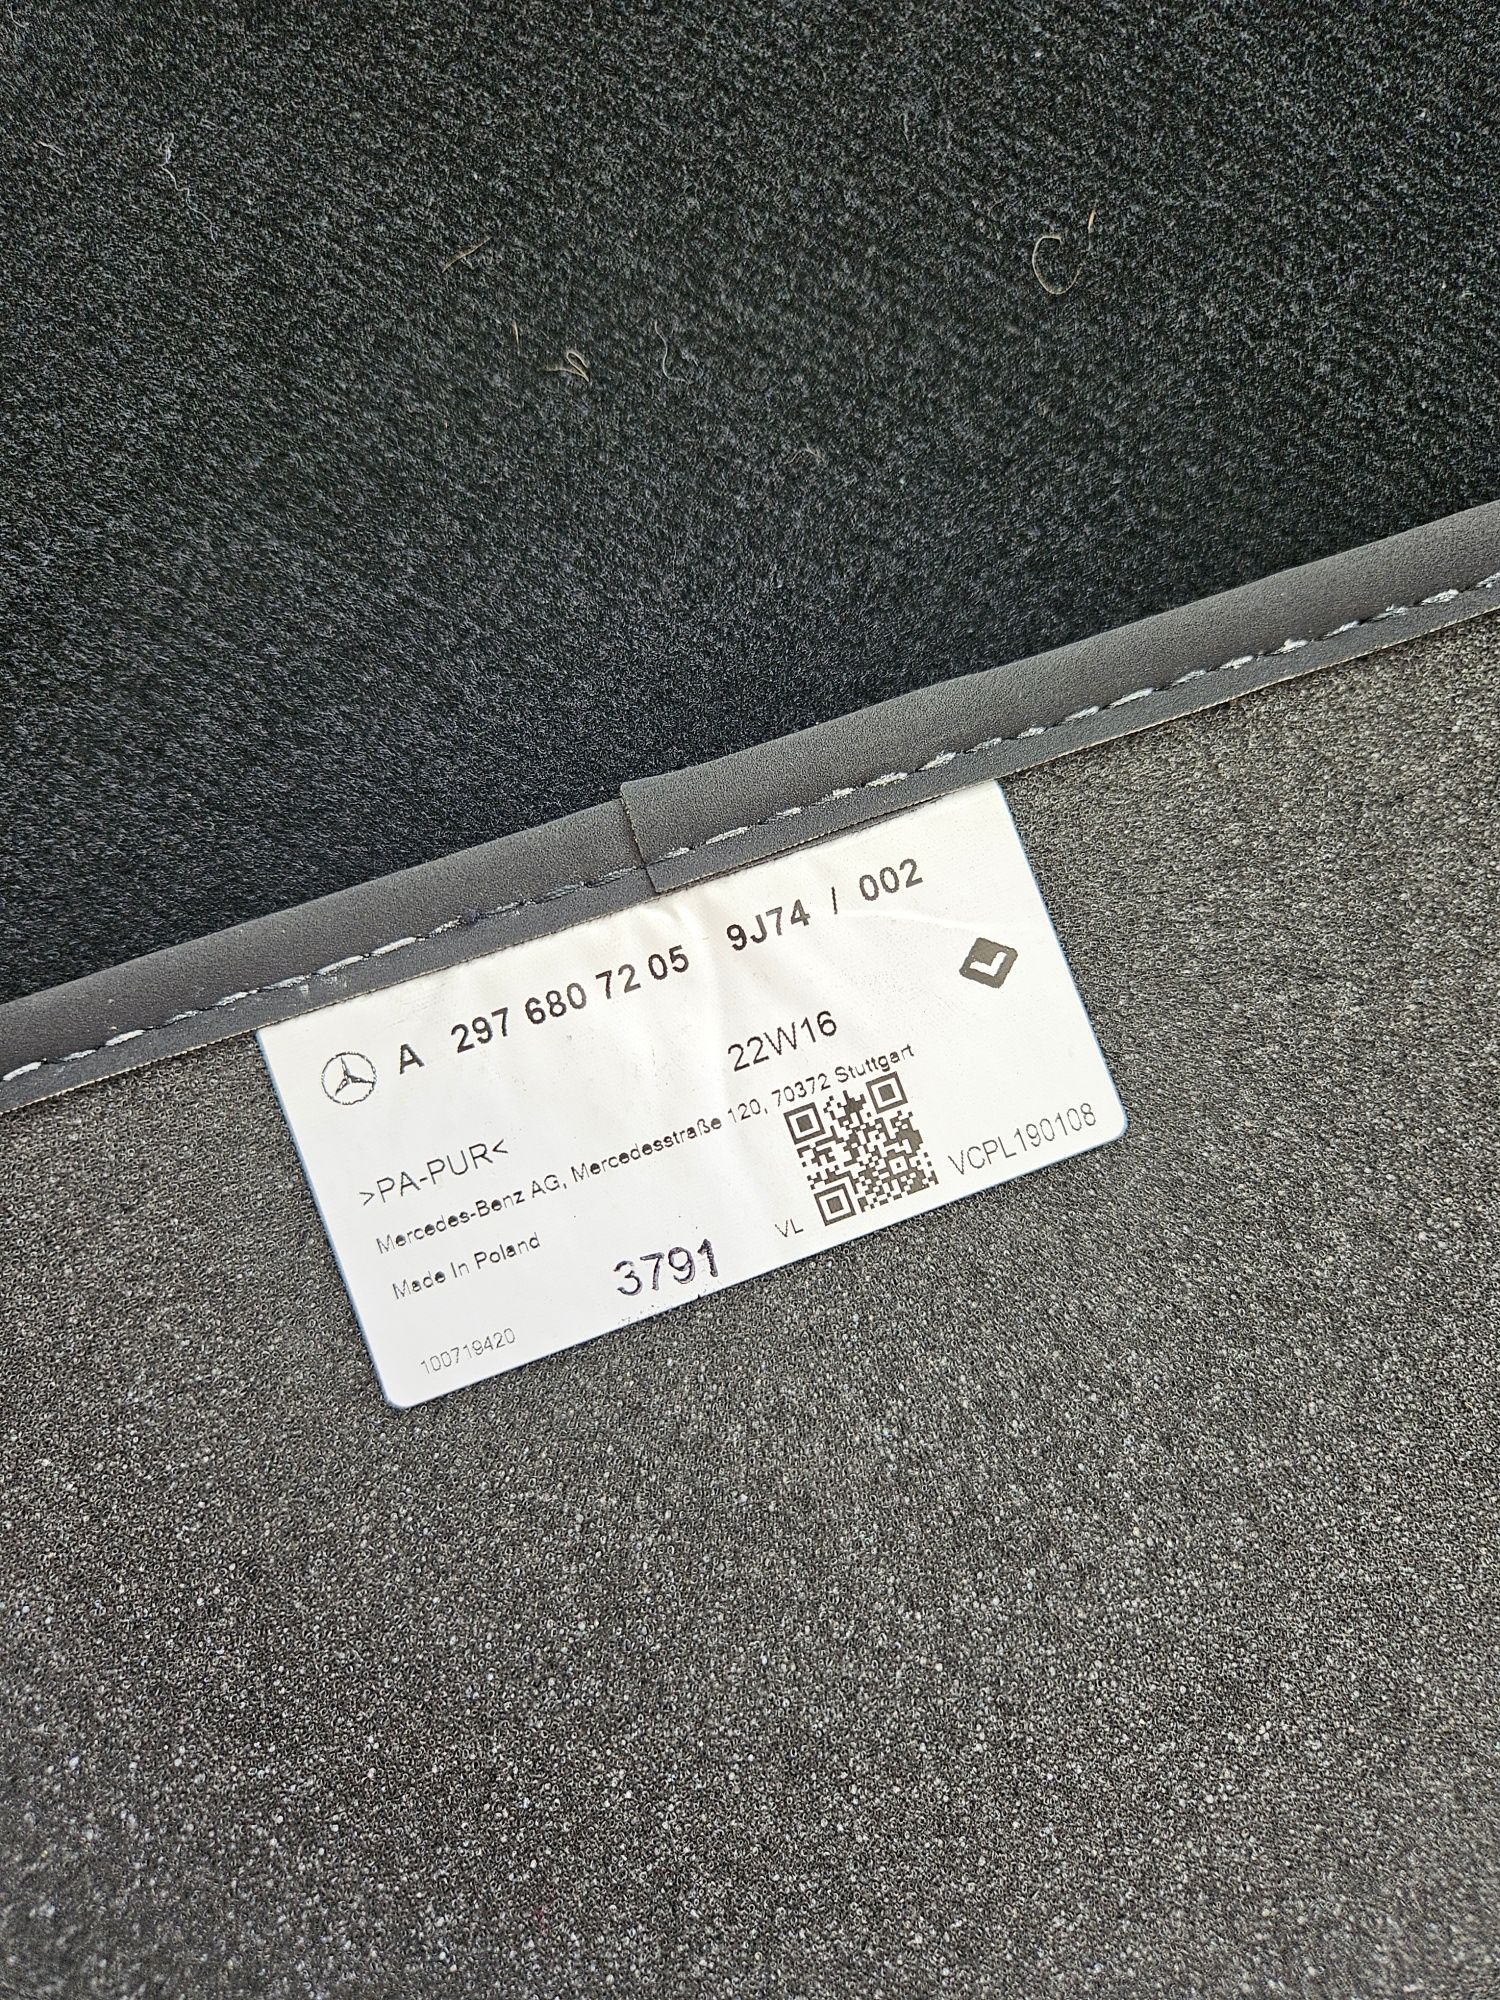 A 297 680 72 05 9J74 / 002
22W16
>PA-PUR<
Mercedes-Benz AG, Mercedesstraße 120, 70372 Stuttgart
Made In Poland
3791
VL
VCPL190108
100719420